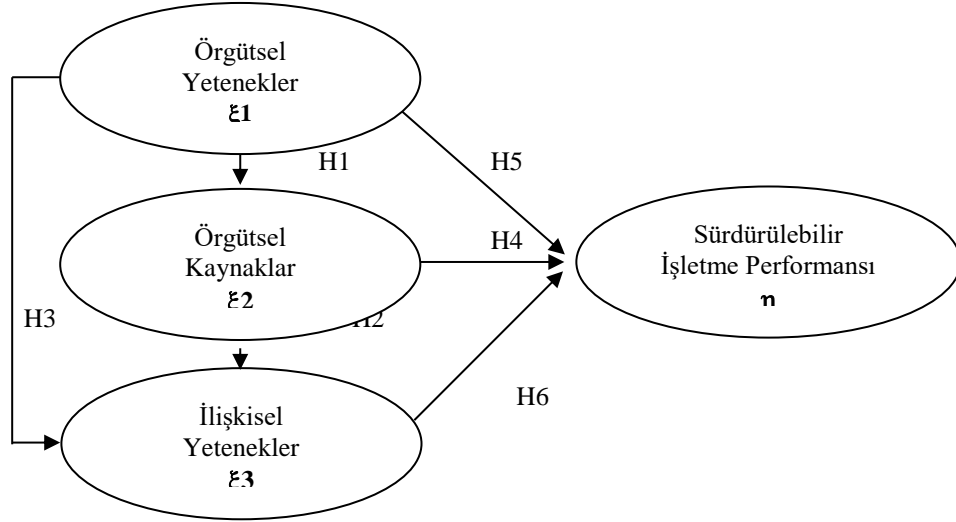 Örgütsel
Yetenekler
ξ1
H1
H5
Örgütsel
Kaynaklar
ξ2
H4
Sürdürülebilir
İşletme Performansı
η
H3
H2
H6
İlişkisel
Yetenekler
ξ3